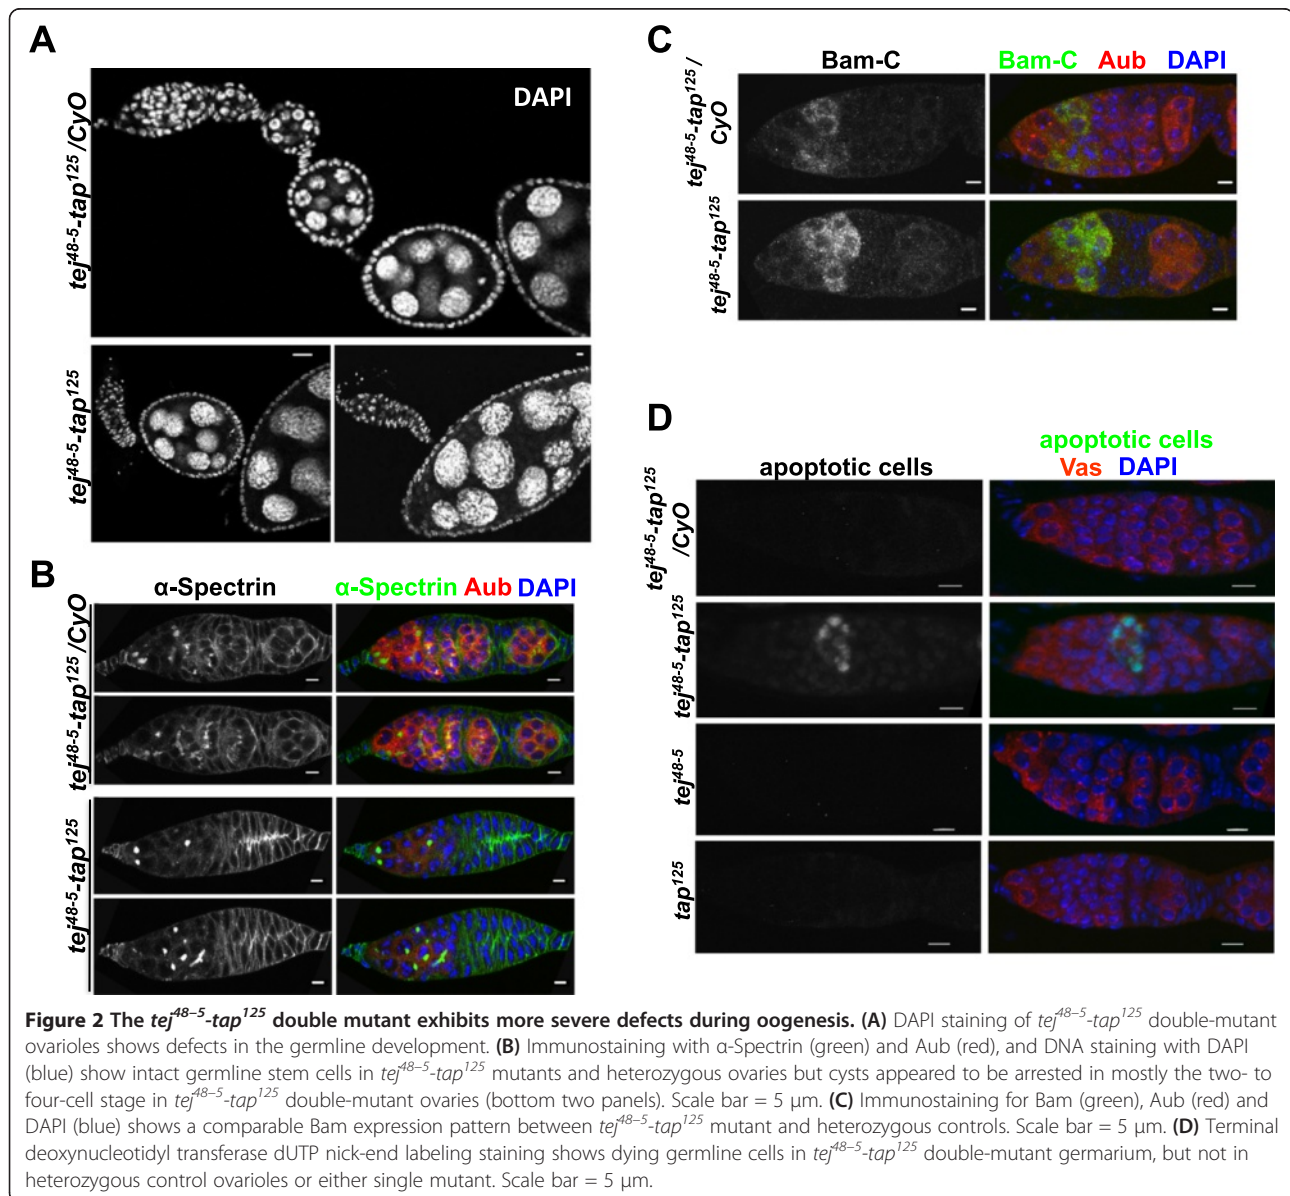 A
tej48–5-tap125 /CyO
DAPI
tej48–5-tap125
B
α-Spectrin
α-Spectrin Aub DAPI
tej48–5-tap125 /CyO
tej48–5-tap125
C
Bam-C
Bam-C Aub DAPI
tej48–5-tap125 /
CyO
tej48–5-tap125
D
apoptotic cells
apoptotic cells
Vas DAPI
tej48–5-tap125
/CyO
tej48–5-tap125
tej48–5
tap125
Figure 2 The tej48–5-tap125 double mutant exhibits more severe defects during oogenesis. (A) DAPI staining of tej48–5-tap125 double-mutant
ovarioles shows defects in the germline development. (B) Immunostaining with α-Spectrin (green) and Aub (red), and DNA staining with DAPI
(blue) show intact germline stem cells in tej48–5-tap125 mutants and heterozygous ovaries but cysts appeared to be arrested in mostly the two- to
four-cell stage in tej48–5-tap125 double-mutant ovaries (bottom two panels). Scale bar = 5 μm. (C) Immunostaining for Bam (green), Aub (red) and
DAPI (blue) shows a comparable Bam expression pattern between tej48–5-tap125 mutant and heterozygous controls. Scale bar = 5 μm. (D) Terminal
deoxynucleotidyl transferase dUTP nick-end labeling staining shows dying germline cells in tej48–5-tap125 double-mutant germarium, but not in
heterozygous control ovarioles or either single mutant. Scale bar = 5 μm.